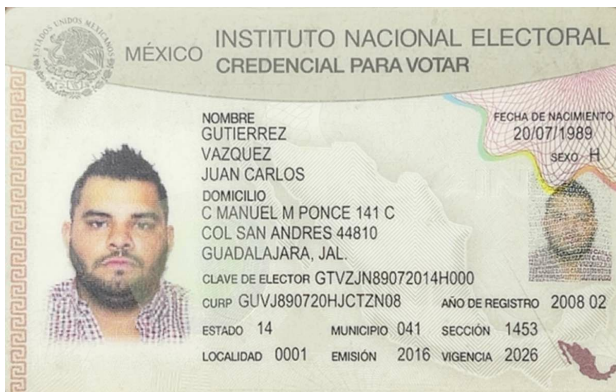 ESTADOS UNIDOS MEXICANOS
MÉXICO INSTITUTO NACIONAL ELECTORAL
CREDENCIAL PARA VOTAR
NOMBRE
GUTIERREZ
VAZQUEZ
JUAN CARLOS
FECHA DE NACIMIENTO
20/07/1989
SEXO H
DOMICILIO
C MANUEL M PONCE 141 C
COL SAN ANDRES 44810
GUADALAJARA, JAL.
CLAVE DE ELECTOR GTVZJN89072014H000
CURP GUVJ890720HJCTZN08 AÑO DE REGISTRO 2008 02
ESTADO 14 MUNICIPIO 041 SECCIÓN 1453
LOCALIDAD 0001 EMISIÓN 2016 VIGENCIA 2026